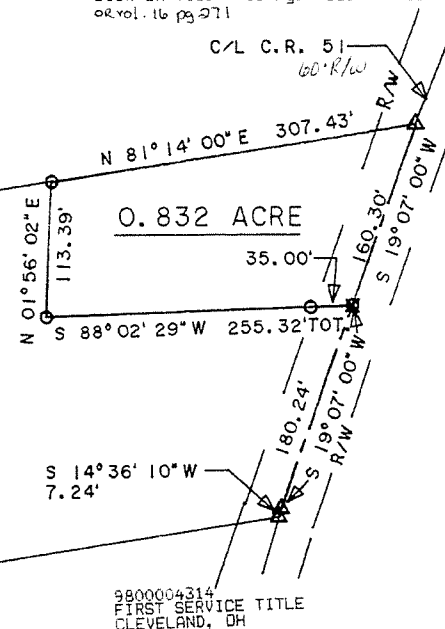 or vol. 16 pg 271
C/L C.R. 51
60' R/W
R/W
N 81° 14' 00" E 307.43'
N 01° 56' 02" E
113.39'
0.832 ACRE
160.30'
S 19° 07' 00" W
35.00'
S 88° 02' 29" W 255.32' TOT.
180.24'
S 19° 07' 00" W
R/W
S 14° 36' 10" W
7.24'
9800004314
FIRST SERVICE TITLE
CLEVELAND, OH